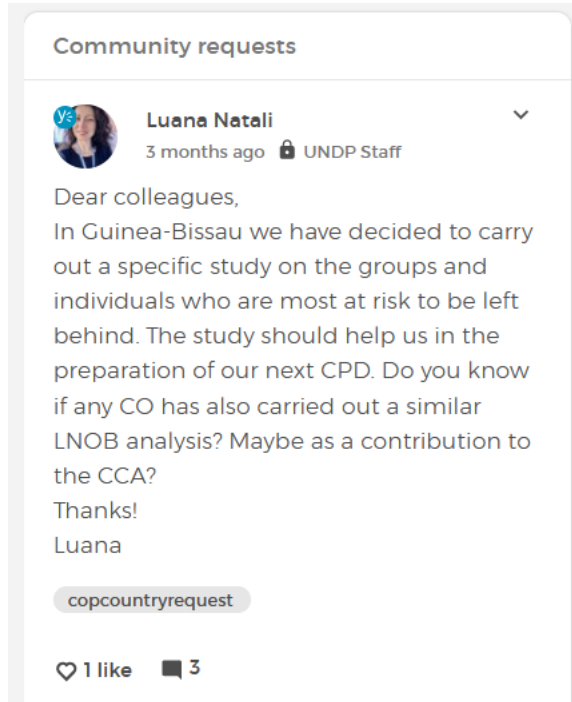 Community requests
Luana Natali
3 months ago UNDP Staff
Dear colleagues,
In Guinea-Bissau we have decided to carry
out a specific study on the groups and
individuals who are most at risk to be left
behind. The study should help us in the
preparation of our next CPD. Do you know
if any CO has also carried out a similar
LNOB analysis? Maybe as a contribution to
the CCA?
Thanks!
Luana
copcountryrequest
1 like 3